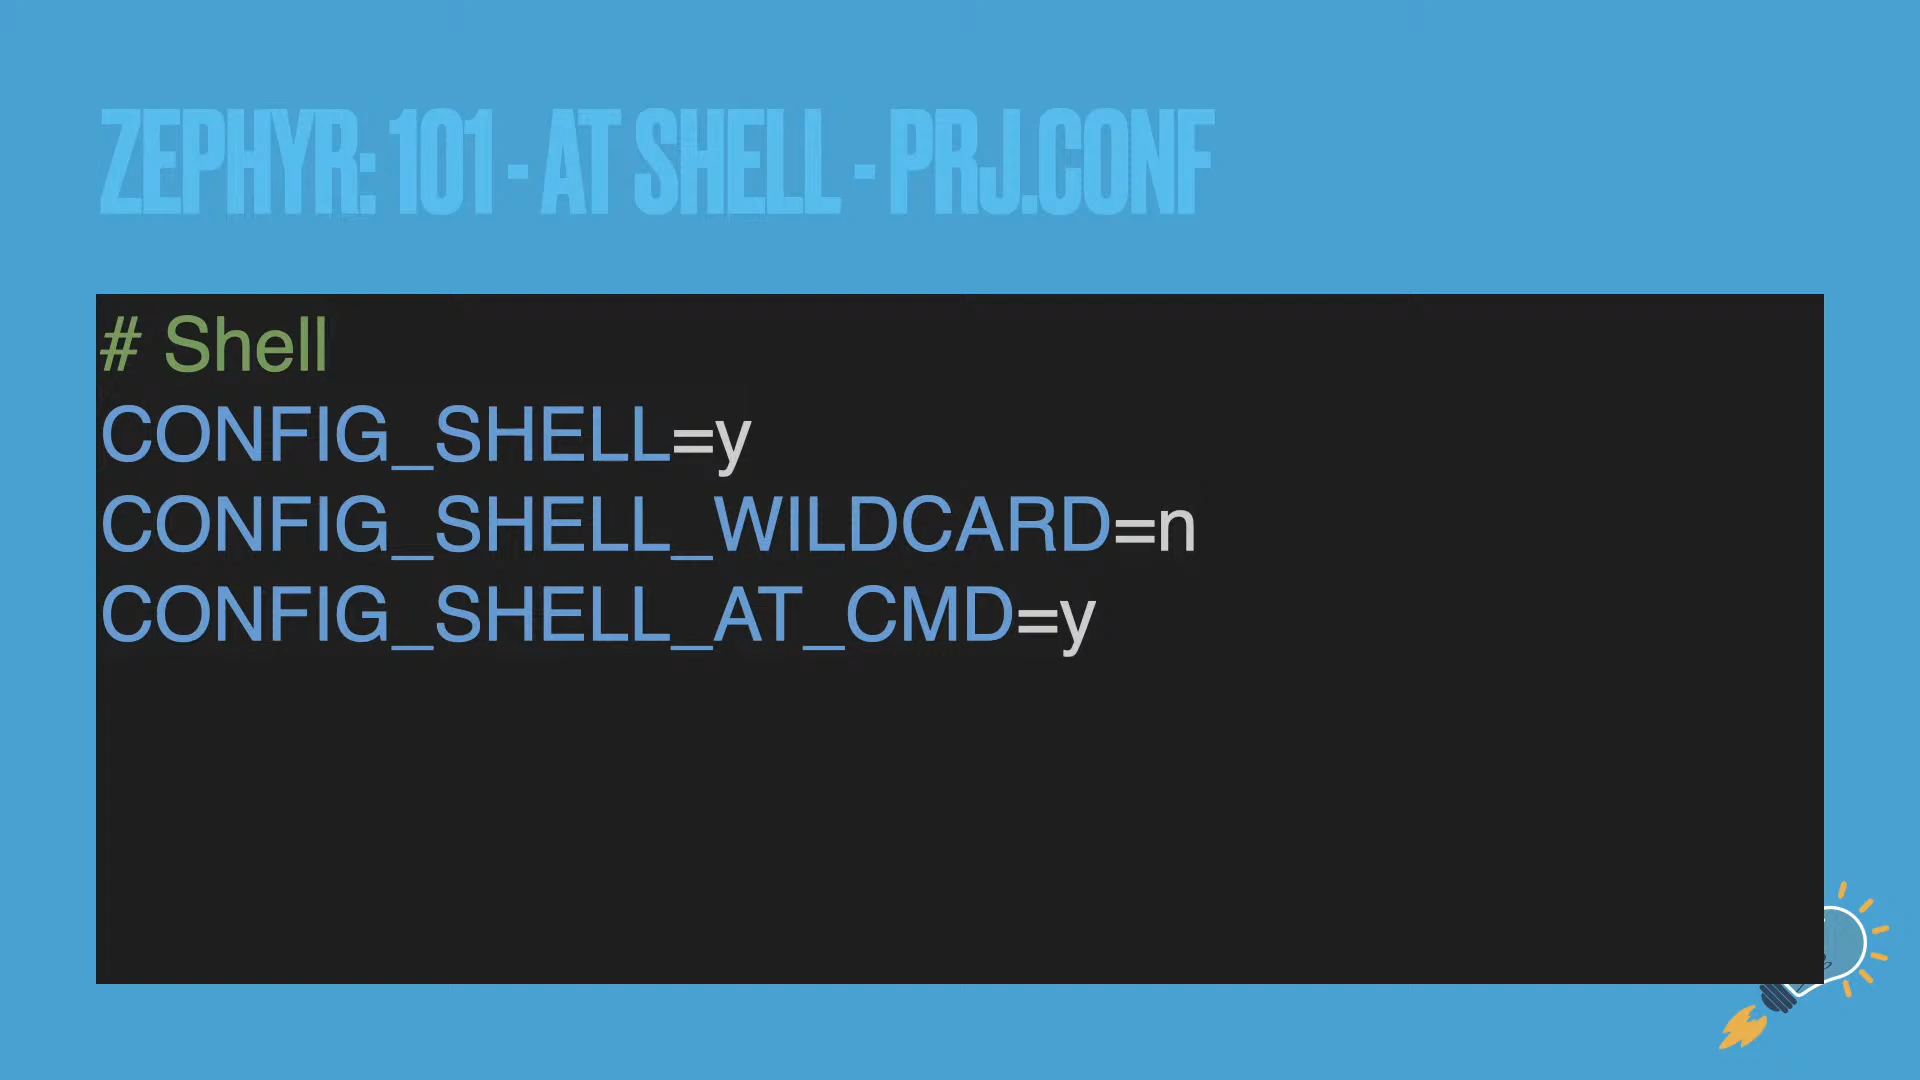 ZEPHYR: 101 - AT SHELL - PRJ.CONF
# Shell
CONFIG_SHELL=y
CONFIG_SHELL_WILDCARD=n
CONFIG_SHELL_AT_CMD=y